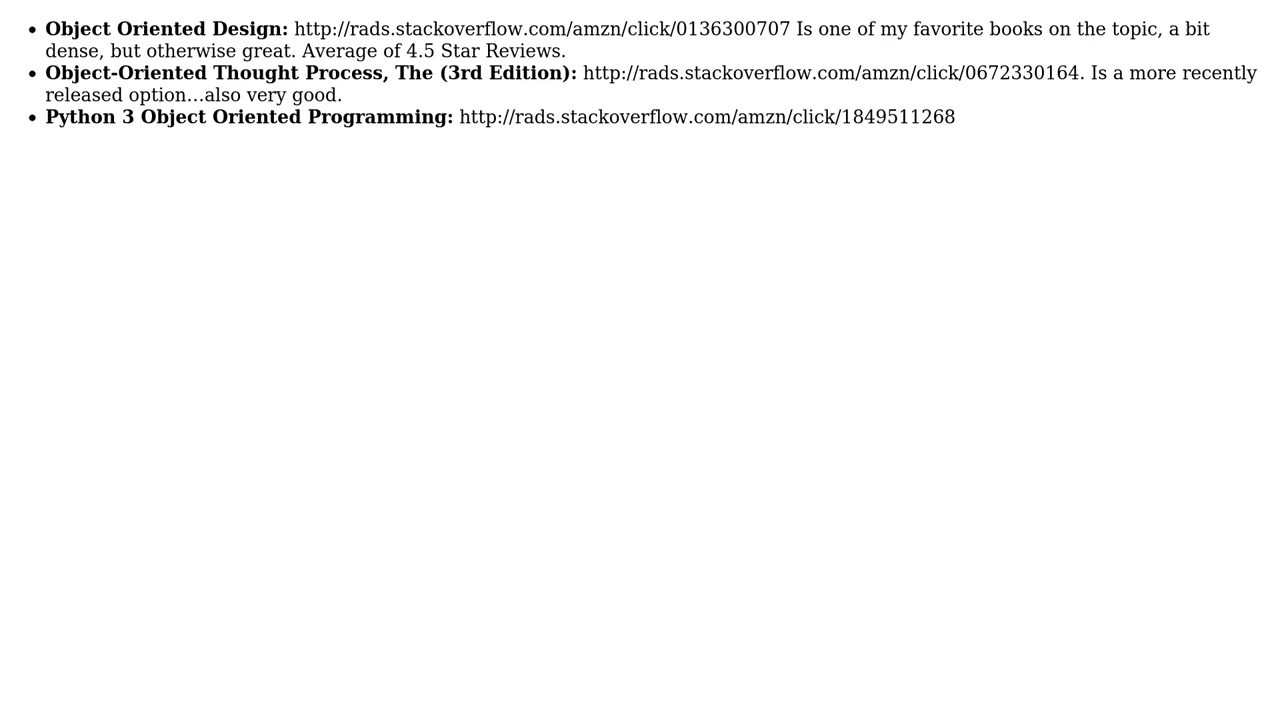 • Object Oriented Design: http://rads.stackoverflow.com/amzn/click/0136300707 Is one of my favorite books on the topic, a bit
dense, but otherwise great. Average of 4.5 Star Reviews.
• Object-Oriented Thought Process, The (3rd Edition): http://rads.stackoverflow.com/amzn/click/0672330164. Is a more recently
released option...also very good.
• Python 3 Object Oriented Programming: http://rads.stackoverflow.com/amzn/click/1849511268